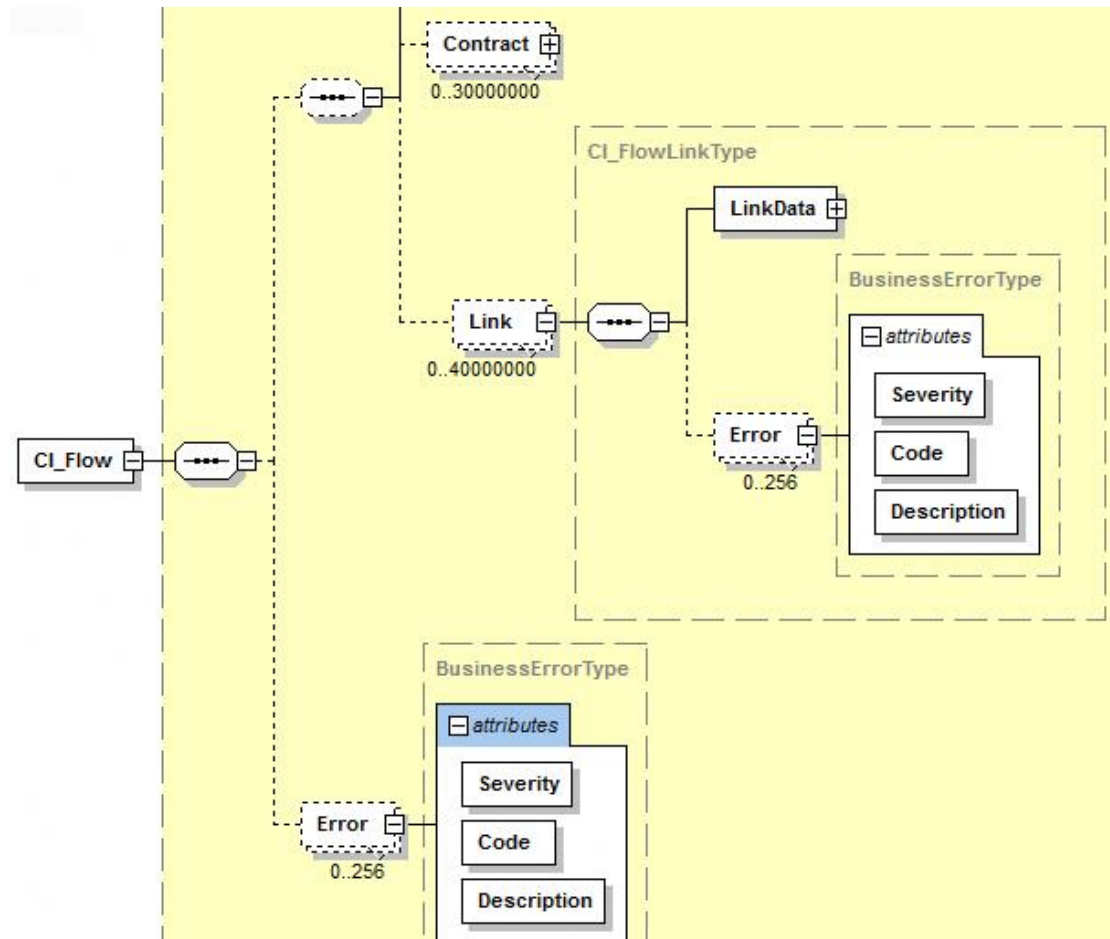 Contract
0..30000000
CI_FlowLinkType
LinkData
BusinessErrorType
attributes
Link
Severity
0..40000000
Error
Code
CI_Flow
0..256
Description
BusinessErrorType
attributes
Severity
Error
Code
0..256
Description